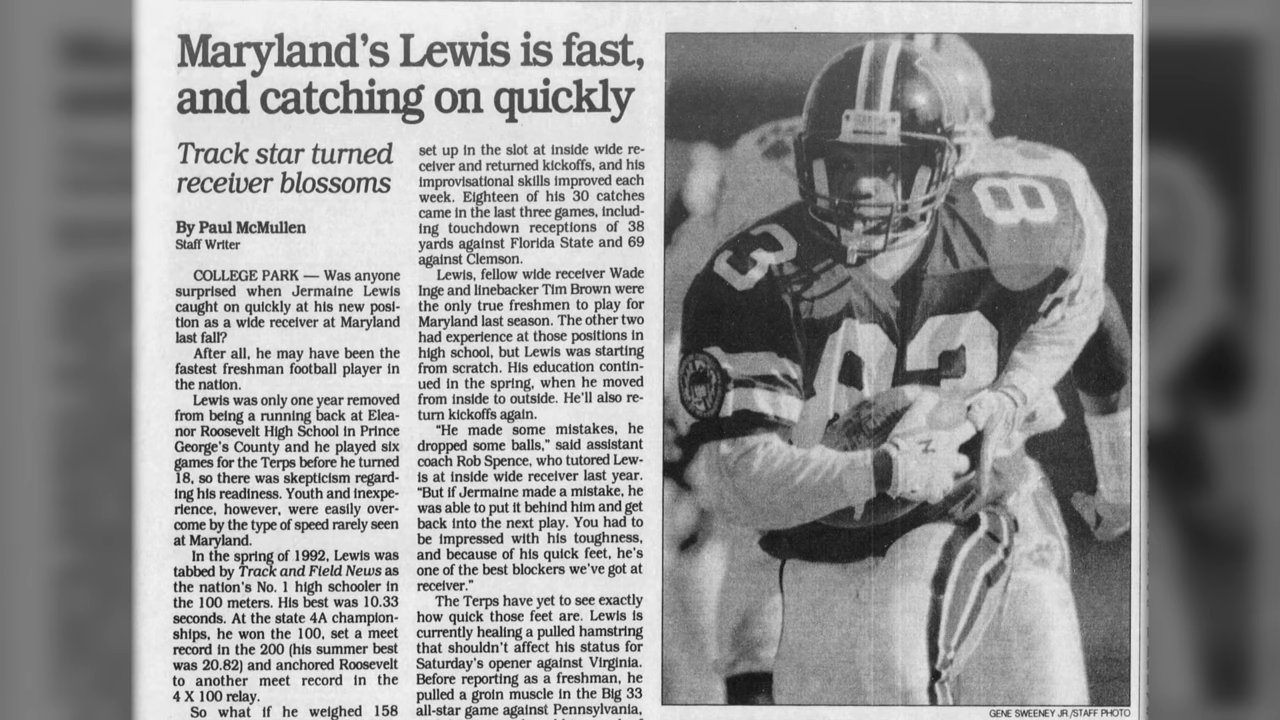 Maryland's Lewis is fast,
and catching on quickly
Track star turned
receiver blossoms
By Paul McMullen
Staff Writer
COLLEGE PARK — Was anyone
surprised when Jermaine Lewis
caught on quickly at his new posi-
tion as a wide receiver at Maryland
last fall?
After all, he may have been the
fastest freshman football player in
the nation.
Lewis was only one year removed
from being a running back at Elea-
nor Roosevelt High School in Prince
George's County and he played six
games for the Terps before he turned
18, so there was skepticism regard-
ing his readiness. Youth and inexpe-
rience, however, were easily over-
come by the type of speed rarely seen
at Maryland.
In the spring of 1992, Lewis was
tabbed by Track and Field News as
the nation's No. 1 high schooler in
the 100 meters. His best was 10.33
seconds. At the state 4A champion-
ships, he won the 100, set a meet
record in the 200 (his summer best
was 20.82) and anchored Roosevelt
to another meet record in the
4 X 100 relay.
So what if he weighed 158
set up in the slot at inside wide re-
ceiver and returned kickoffs, and his
improvisational skills improved each
week. Eighteen of his 30 catches
came in the last three games, includ-
ing touchdown receptions of 38
yards against Florida State and 69
against Clemson.
Lewis, fellow wide receiver Wade
Inge and linebacker Tim Brown were
the only true freshmen to play for
Maryland last season. The other two
had experience at those positions in
high school, but Lewis was starting
from scratch. His education contin-
ued in the spring, when he moved
from inside to outside. He'll also re-
turn kickoffs again.
"He made some mistakes, he
dropped some balls," said assistant
coach Rob Spence, who tutored Lew-
is at inside wide receiver last year.
"But if Jermaine made a mistake, he
was able to put it behind him and get
back into the next play. You had to
be impressed with his toughness,
and because of his quick feet, he's
one of the best blockers we've got at
receiver."
The Terps have yet to see exactly
how quick those feet are. Lewis is
currently healing a pulled hamstring
that shouldn't affect his status for
Saturday's opener against Virginia.
Before reporting as a freshman, he
pulled a groin muscle in the Big 33
all-star game against Pennsylvania,
3
8
83
GENE SWEENEY JR./STAFF PHOTO